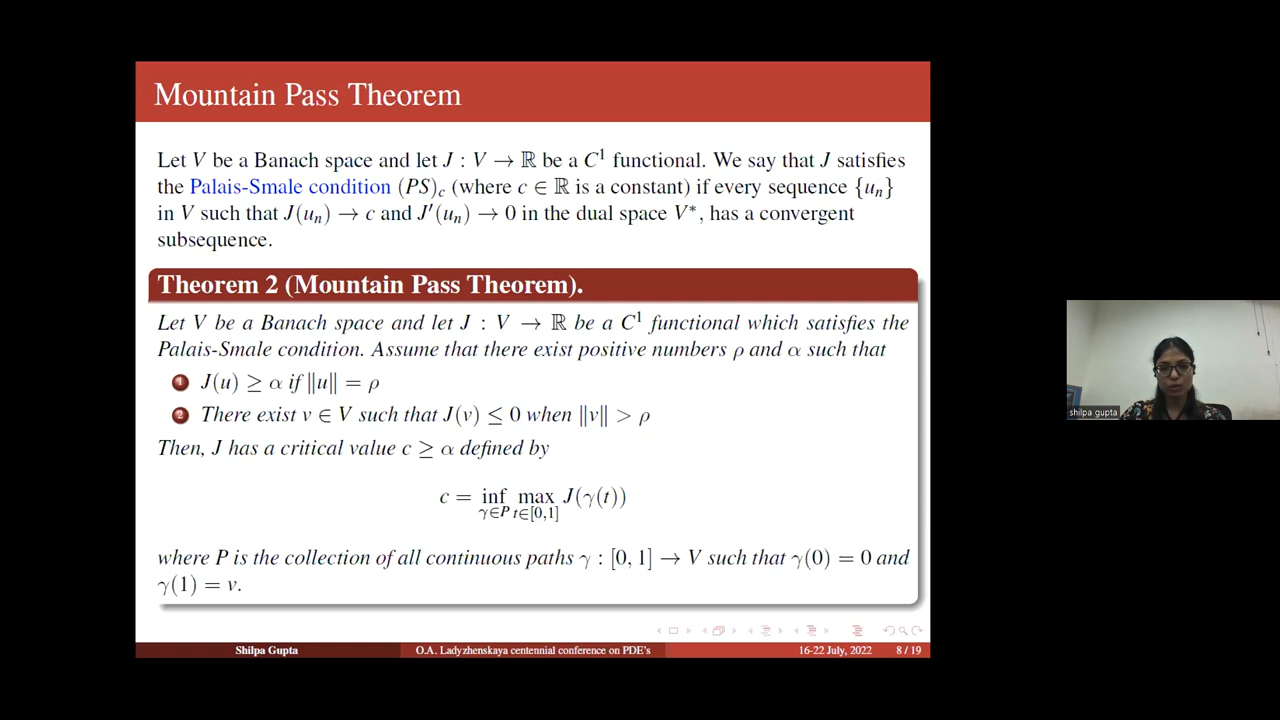 Mountain Pass Theorem
Let V be a Banach space and let J : V → ℝ be a C¹ functional. We say that J satisfies
the Palais-Smale condition (PS)c (where c ∈ ℝ is a constant) if every sequence {un}
in V such that J(un) → c and J′(un) → 0 in the dual space V*, has a convergent
subsequence.
Theorem 2 (Mountain Pass Theorem).
Let V be a Banach space and let J : V → ℝ be a C¹ functional which satisfies the
Palais-Smale condition. Assume that there exist positive numbers ρ and α such that
1 J(u) ≥ α if ‖u‖ = ρ
2 There exist v ∈ V such that J(v) ≤ 0 when ‖v‖ > ρ
Then, J has a critical value c ≥ α defined by
c = inf max J(γ(t))
γ∈P t∈[0,1]
where P is the collection of all continuous paths γ : [0, 1] → V such that γ(0) = 0 and
γ(1) = v.
Shilpa Gupta O.A. Ladyzhenskaya centennial conference on PDE's 16-22 July, 2022 8 / 19
shilpa gupta